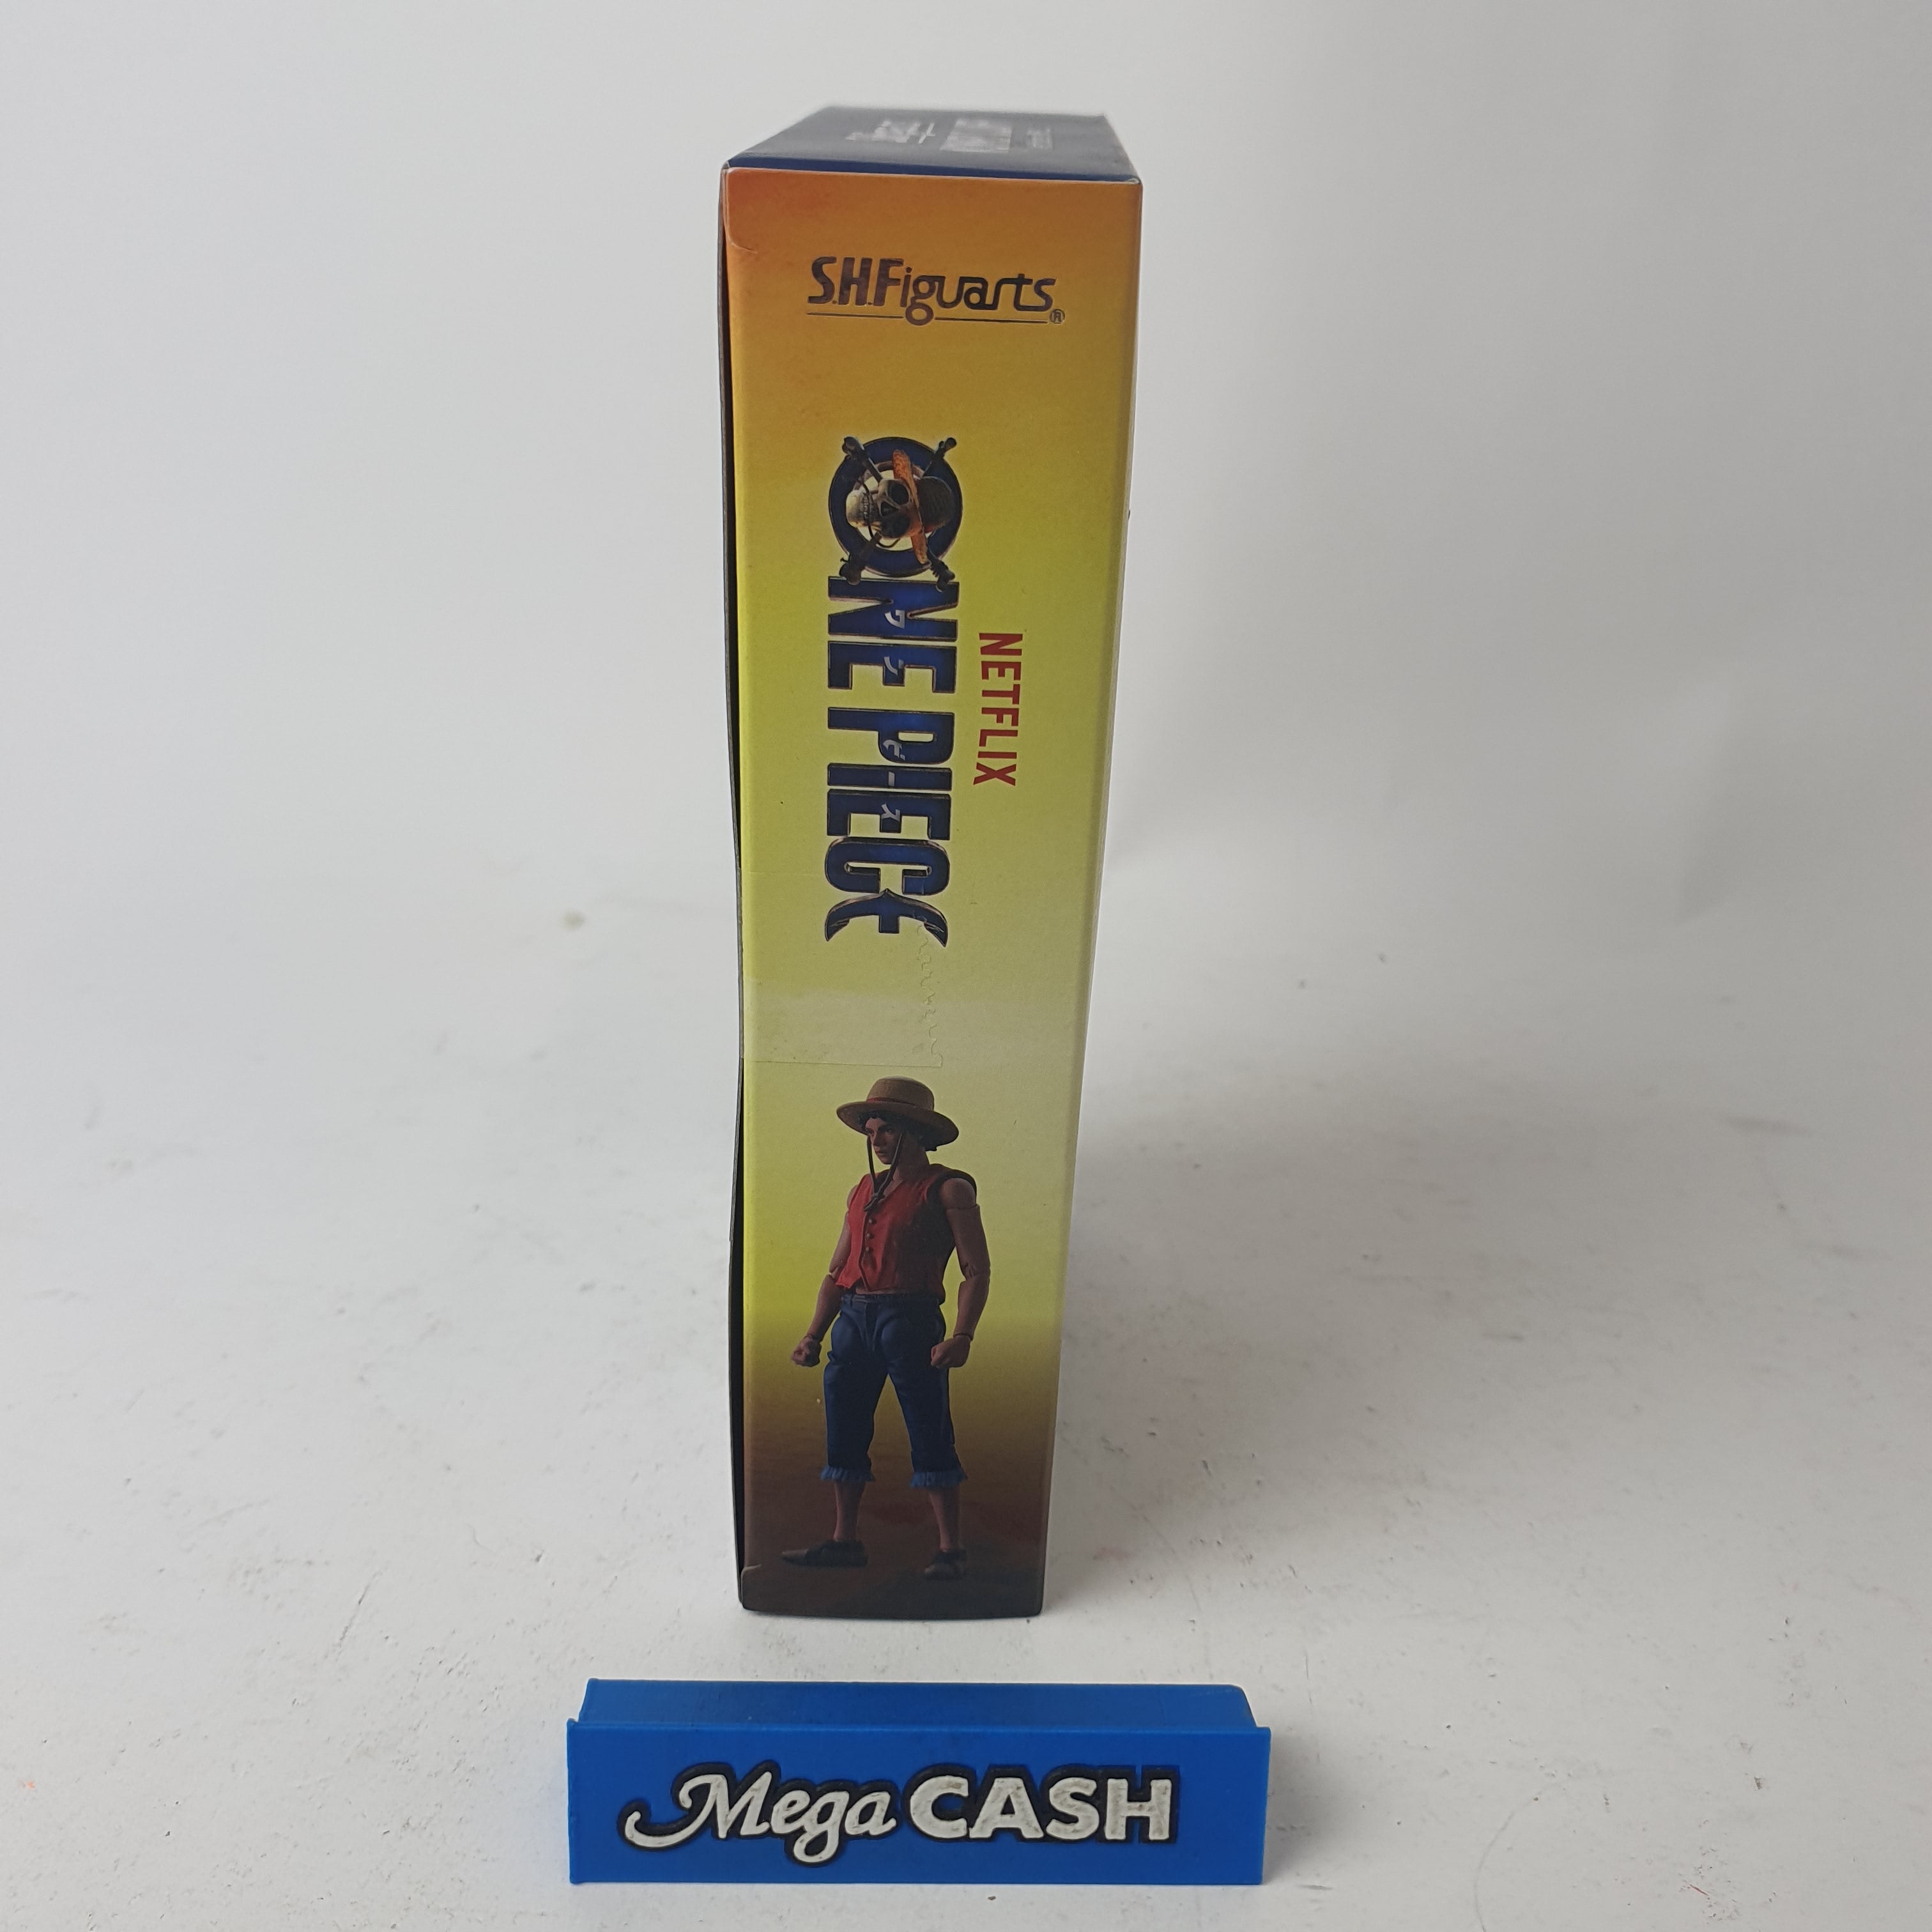 S.H.Figuarts®
NETFLIX
ONE PIECE
ワンピース
Mega CASH